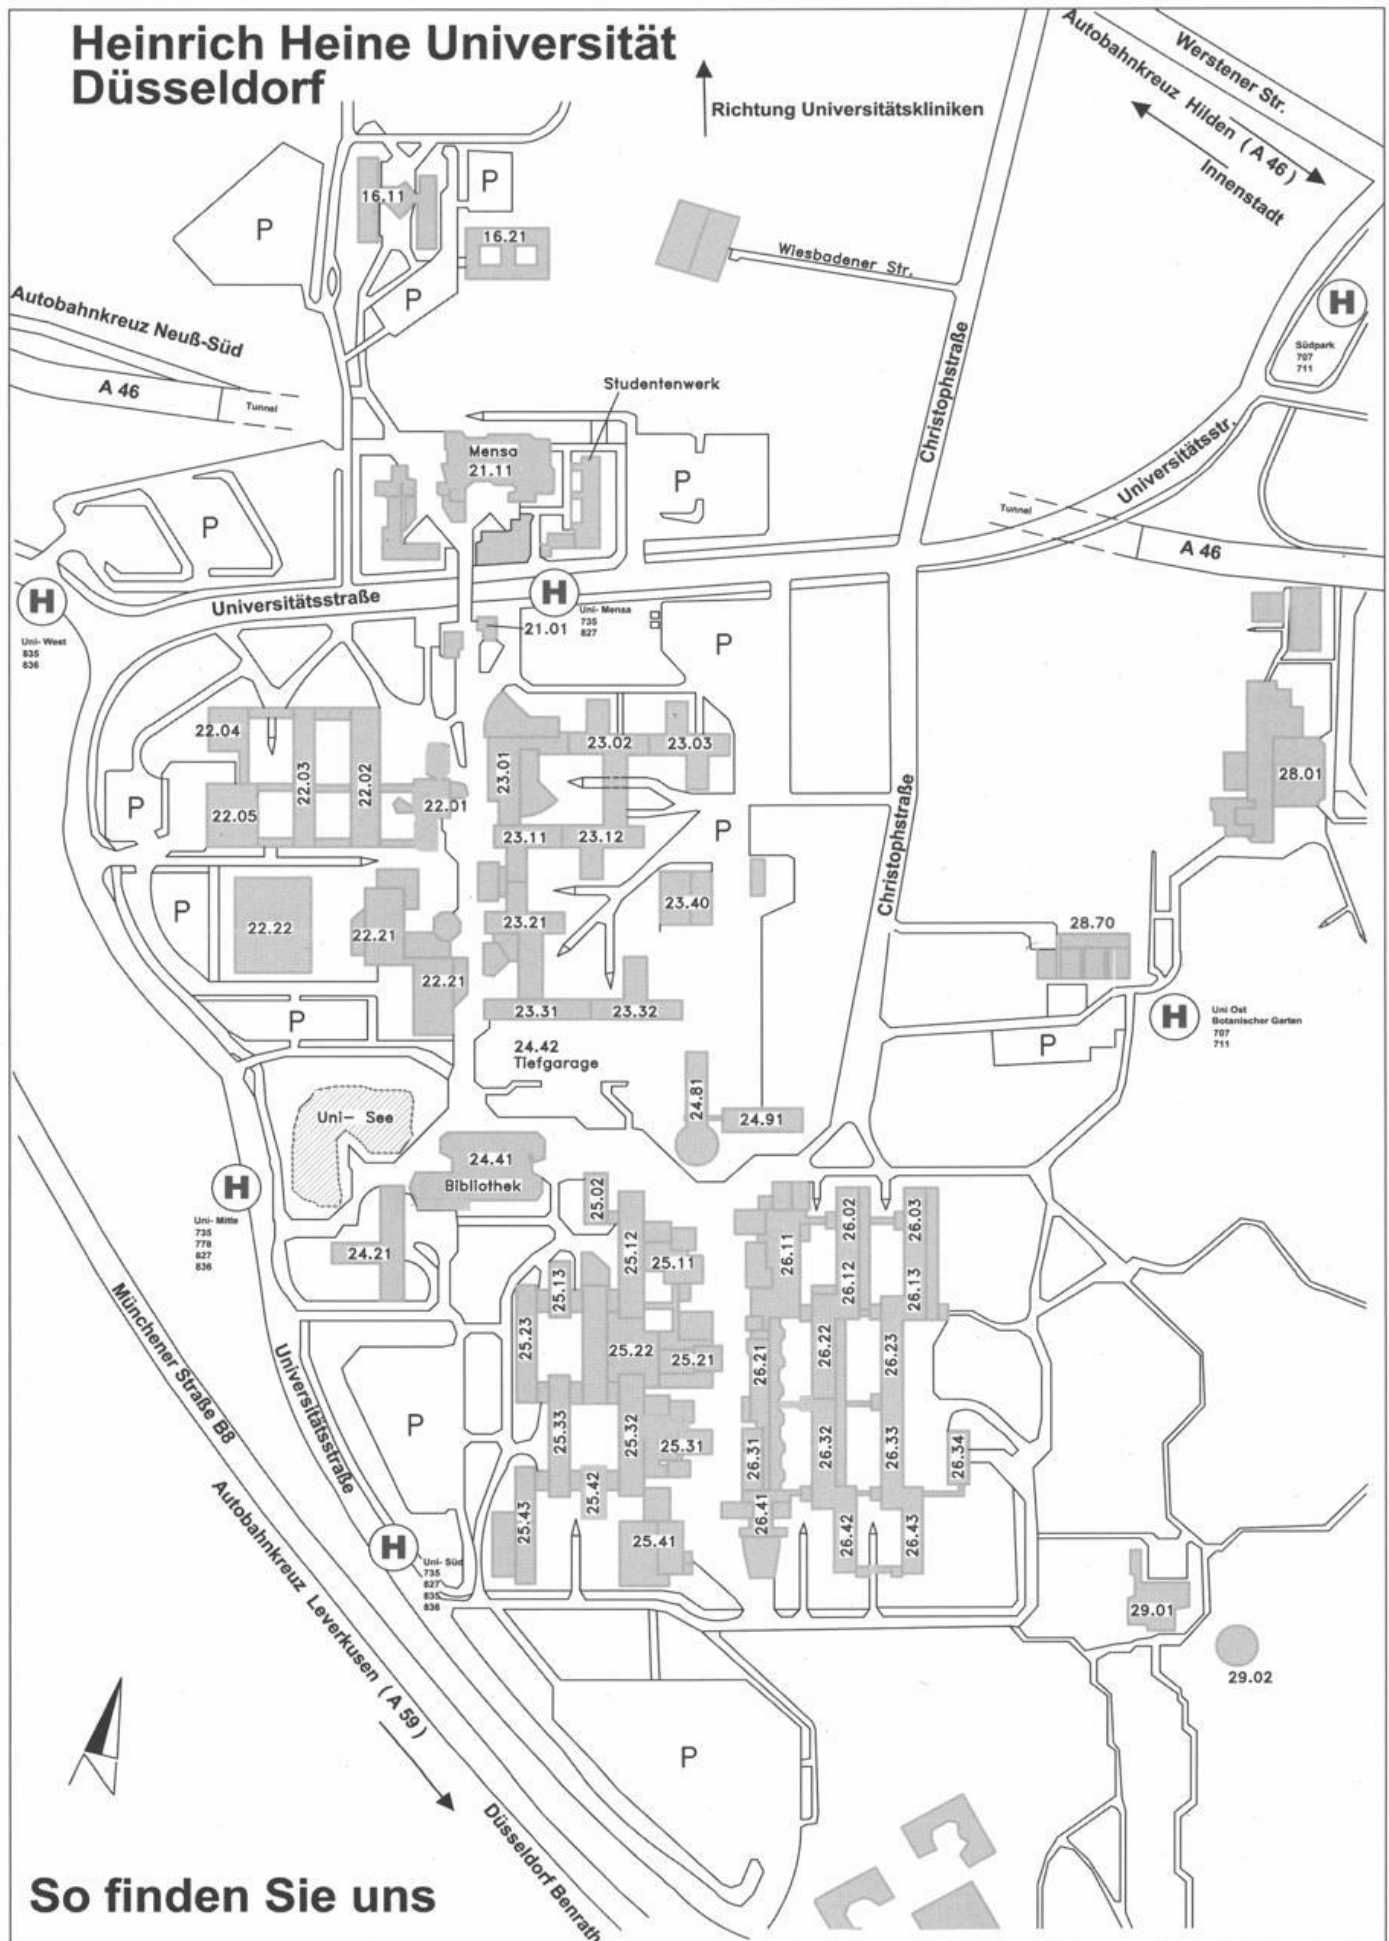 Heinrich Heine Universität
Düsseldorf
Richtung Universitätskliniken
Werstener Str.
Autobahnkreuz Hilden ( A 46 )
Innenstadt
P
16.11
P
16.21
P
Wiesbadener Str.
H
Südpark
707
711
Autobahnkreuz Neuß-Süd
A 46
Tunnel
Christophstraße
Studentenwerk
Mensa
21.11
P
P
Universitätsstr.
Tunnel
A 46
H
Uni- West
835
836
Universitätsstraße
H
Uni- Mensa
735
827
21.01
P
22.04
22.03
22.02
22.01
22.05
P
23.01
23.02
23.03
23.11
23.12
P
28.01
Christophstraße
P
22.22
22.21
22.21
23.21
23.40
28.70
23.31
23.32
P
H
Uni Ost
Botanischer Garten
707
711
P
24.42
Tiefgarage
24.81
24.91
Uni- See
24.41
Bibliothek
H
Uni- Mitte
735
778
827
836
24.21
25.02
25.12
25.11
25.13
25.23
25.22
25.21
25.33
25.32
25.31
25.42
25.43
25.41
26.11
26.02
26.03
26.12
26.13
26.21
26.22
26.23
26.31
26.32
26.33
26.34
26.41
26.42
26.43
P
Münchener Straße B8
Universitätsstraße
H
Uni- Süd
735
827
835
836
Autobahnkreuz Leverkusen ( A 59 )
29.01
29.02
P
Düsseldorf Benrath
So finden Sie uns